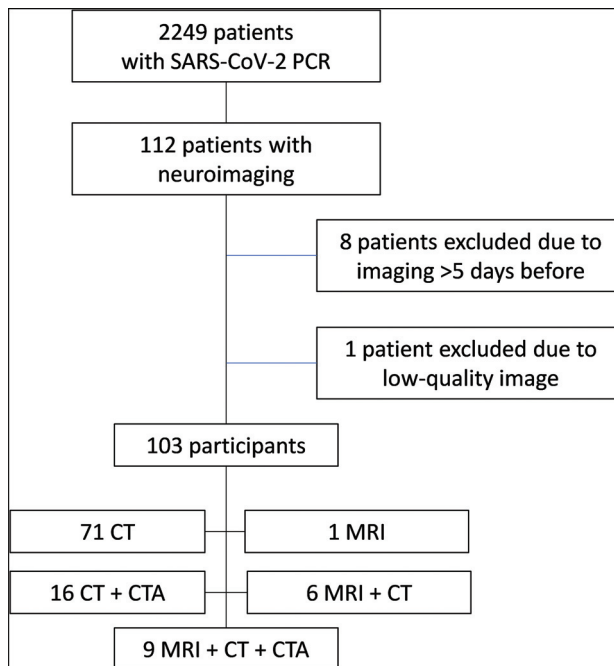 2249 patients
with SARS-CoV-2 PCR
112 patients with
neuroimaging
8 patients excluded due to
imaging >5 days before
1 patient excluded due to
low-quality image
103 participants
71 CT
1 MRI
16 CT + CTA
6 MRI + CT
9 MRI + CT + CTA